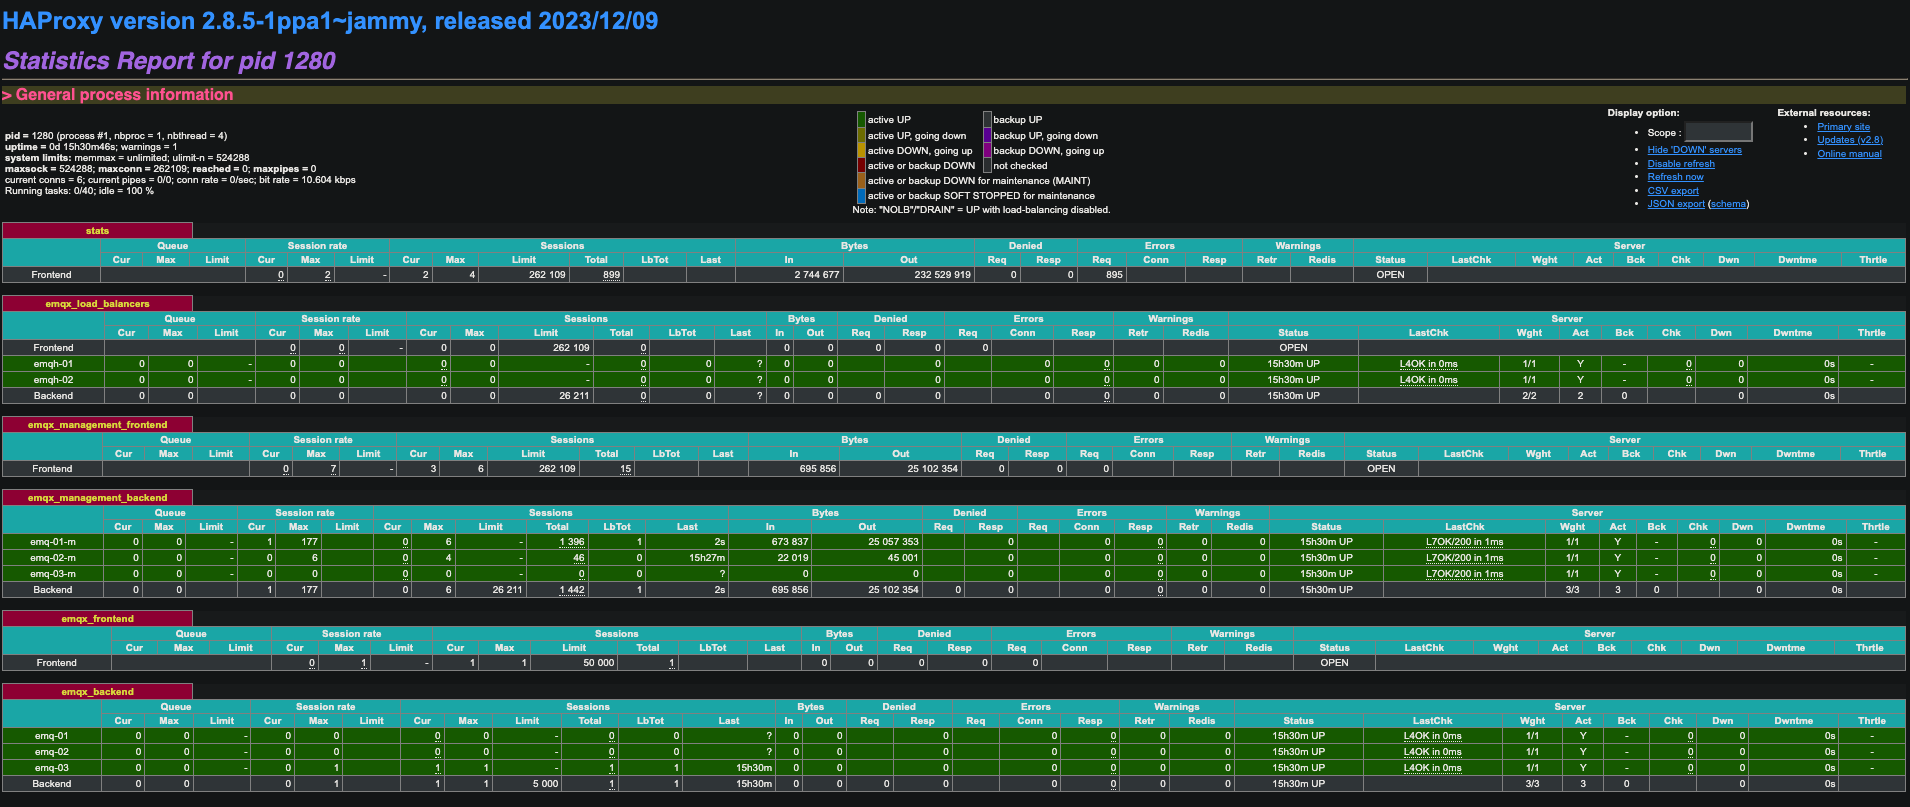 HAProxy version 2.8.5-1ppa1~jammy, released 2023/12/09
Statistics Report for pid 1280
> General process information
pid = 1280 (process #1, nbproc = 1, nbthread = 4)
uptime = 0d 15h30m46s; warnings = 1
system limits: memmax = unlimited; ulimit-n = 524288
maxsock = 524288; maxconn = 262109; reached = 0; maxpipes = 0
current conns = 6; current pipes = 0/0; conn rate = 0/sec; bit rate = 10.604 kbps
Running tasks: 0/40; idle = 100 %
active UP backup UP
active UP, going down backup UP, going down
active DOWN, going up backup DOWN, going up
active or backup DOWN not checked
active or backup DOWN for maintenance (MAINT)
active or backup SOFT STOPPED for maintenance
Note: "NOLB"/"DRAIN" = UP with load-balancing disabled.
Display option:
• Scope :
• Hide 'DOWN' servers
• Disable refresh
• Refresh now
• CSV export
• JSON export (schema)
External resources:
• Primary site
• Updates (v2.8)
• Online manual
stats
Queue Session rate Sessions Bytes Denied Errors Warnings Server
Cur Max Limit Cur Max Limit Cur Max Limit Total LbTot Last In Out Req Resp Req Conn Resp Retr Redis Status LastChk Wght Act Bck Chk Dwn Dwntme Thrtle
Frontend 0 2 - 2 4 262 109 899 2 744 677 232 529 919 0 0 895 OPEN
emqx_load_balancers
Queue Session rate Sessions Bytes Denied Errors Warnings Server
Cur Max Limit Cur Max Limit Cur Max Limit Total LbTot Last In Out Req Resp Req Conn Resp Retr Redis Status LastChk Wght Act Bck Chk Dwn Dwntme Thrtle
Frontend 0 0 - 0 0 262 109 0 0 0 0 0 0 OPEN
emqh-01 0 0 - 0 0 0 0 - 0 0 ? 0 0 0 0 0 0 0 15h30m UP L4OK in 0ms 1/1 Y - 0 0 0s -
emqh-02 0 0 - 0 0 0 0 - 0 0 ? 0 0 0 0 0 0 0 15h30m UP L4OK in 0ms 1/1 Y - 0 0 0s -
Backend 0 0 0 0 0 0 26 211 0 0 ? 0 0 0 0 0 0 0 0 15h30m UP 2/2 2 0 0 0s
emqx_management_frontend
Queue Session rate Sessions Bytes Denied Errors Warnings Server
Cur Max Limit Cur Max Limit Cur Max Limit Total LbTot Last In Out Req Resp Req Conn Resp Retr Redis Status LastChk Wght Act Bck Chk Dwn Dwntme Thrtle
Frontend 0 7 - 3 6 262 109 15 695 856 25 102 354 0 0 0 OPEN
emqx_management_backend
Queue Session rate Sessions Bytes Denied Errors Warnings Server
Cur Max Limit Cur Max Limit Cur Max Limit Total LbTot Last In Out Req Resp Req Conn Resp Retr Redis Status LastChk Wght Act Bck Chk Dwn Dwntme Thrtle
emq-01-m 0 0 - 1 177 0 6 - 1 396 1 2s 673 837 25 057 353 0 0 0 0 0 15h30m UP L7OK/200 in 1ms 1/1 Y - 0 0 0s -
emq-02-m 0 0 - 0 6 0 4 - 46 0 15h27m 22 019 45 001 0 0 0 0 0 15h30m UP L7OK/200 in 1ms 1/1 Y - 0 0 0s -
emq-03-m 0 0 - 0 0 0 0 - 0 0 ? 0 0 0 0 0 0 0 15h30m UP L7OK/200 in 1ms 1/1 Y - 0 0 0s -
Backend 0 0 1 177 0 6 26 211 1 442 1 2s 695 856 25 102 354 0 0 0 0 0 0 15h30m UP 3/3 3 0 0 0s
emqx_frontend
Queue Session rate Sessions Bytes Denied Errors Warnings Server
Cur Max Limit Cur Max Limit Cur Max Limit Total LbTot Last In Out Req Resp Req Conn Resp Retr Redis Status LastChk Wght Act Bck Chk Dwn Dwntme Thrtle
Frontend 0 1 - 1 1 50 000 1 0 0 0 0 0 OPEN
emqx_backend
Queue Session rate Sessions Bytes Denied Errors Warnings Server
Cur Max Limit Cur Max Limit Cur Max Limit Total LbTot Last In Out Req Resp Req Conn Resp Retr Redis Status LastChk Wght Act Bck Chk Dwn Dwntme Thrtle
emq-01 0 0 - 0 0 0 0 - 0 0 ? 0 0 0 0 0 0 0 15h30m UP L4OK in 0ms 1/1 Y - 0 0 0s -
emq-02 0 0 - 0 0 0 0 - 0 0 ? 0 0 0 0 0 0 0 15h30m UP L4OK in 0ms 1/1 Y - 0 0 0s -
emq-03 0 0 - 0 1 1 1 - 1 1 15h30m 0 0 0 0 0 0 0 15h30m UP L4OK in 0ms 1/1 Y - 0 0 0s -
Backend 0 0 0 1 1 1 5 000 1 1 15h30m 0 0 0 0 0 0 0 0 15h30m UP 3/3 3 0 0 0s